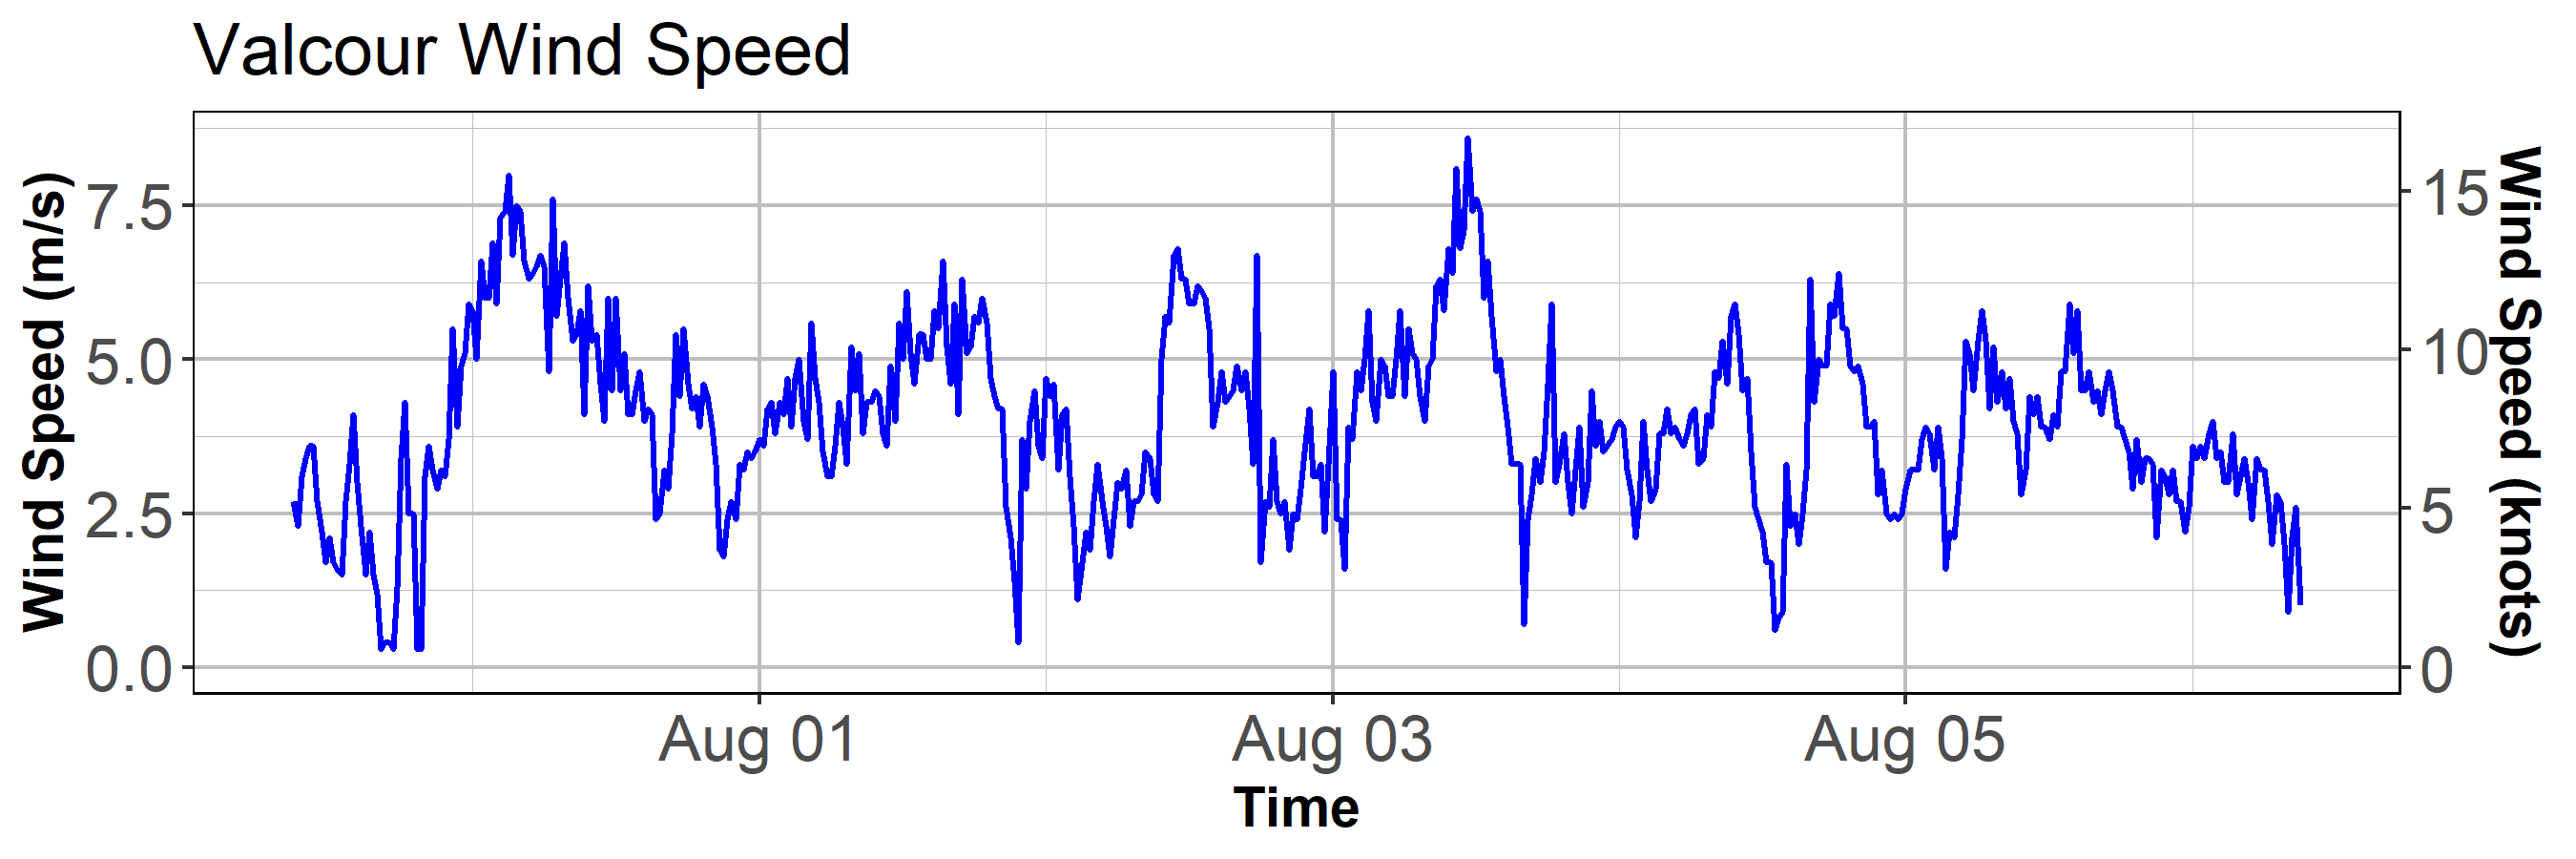 Valcour Wind Speed
Wind Speed (m/s)
7.5
5.0
2.5
0.0
15
10
5
0
Wind Speed (knots)
Aug 01
Aug 03
Aug 05
Time